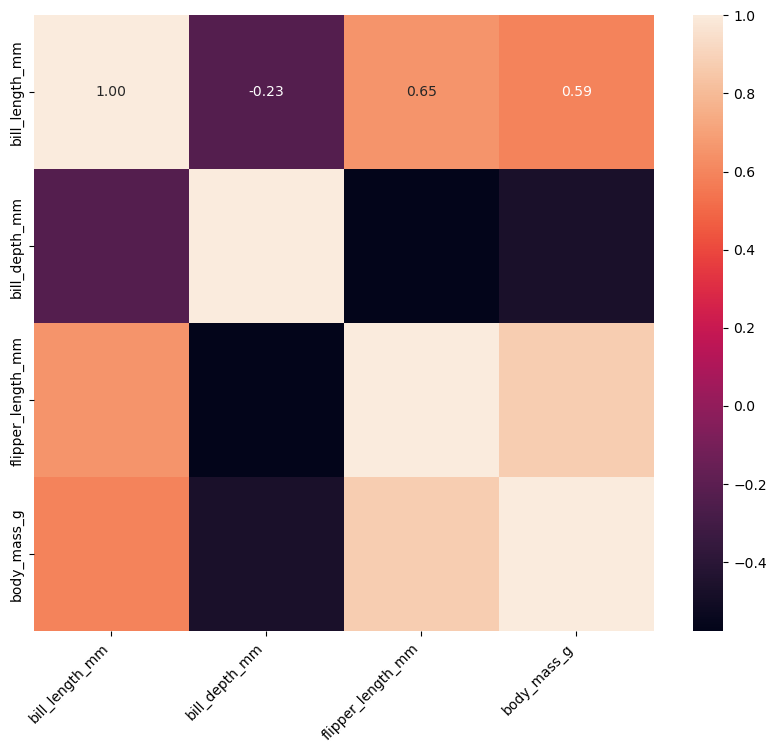 bill_length_mm
1.00 -0.23 0.65 0.59
bill_depth_mm
flipper_length_mm
body_mass_g
bill_length_mm
bill_depth_mm
flipper_length_mm
body_mass_g
1.0
0.8
0.6
0.4
0.2
0.0
−0.2
−0.4